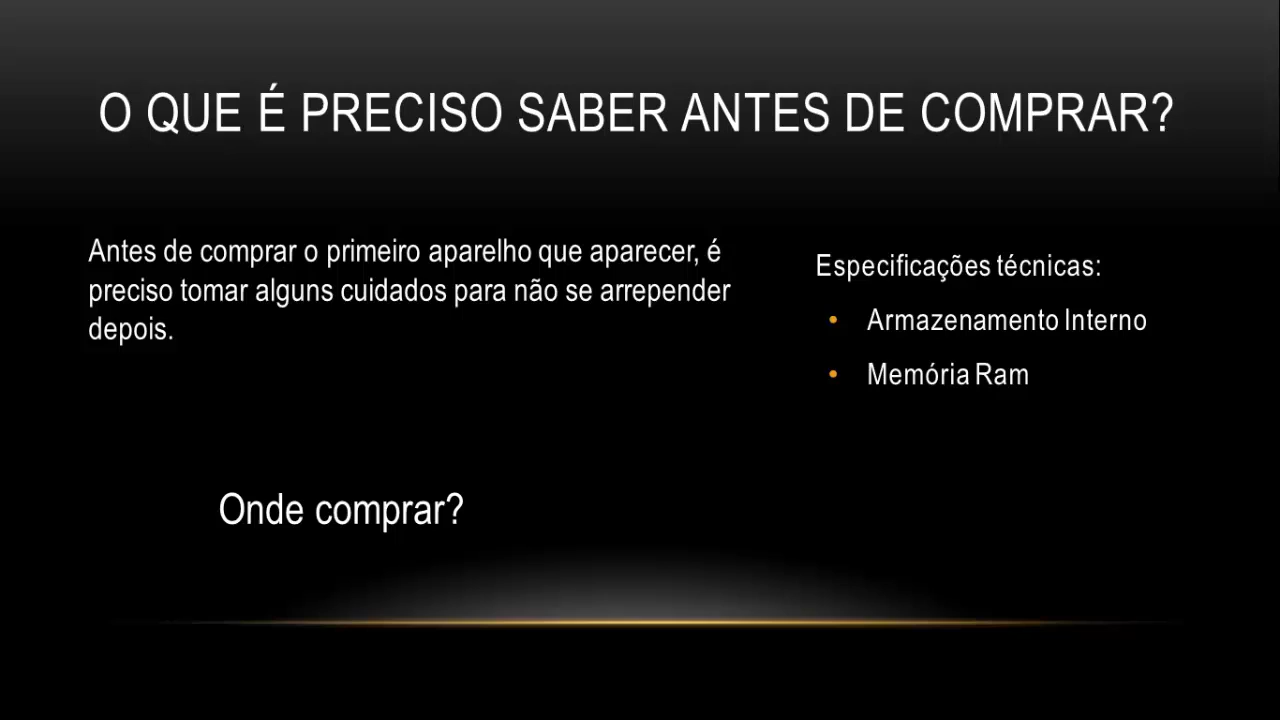 O QUE É PRECISO SABER ANTES DE COMPRAR?
Antes de comprar o primeiro aparelho que aparecer, é
preciso tomar alguns cuidados para não se arrepender
depois.
Especificações técnicas:
• Armazenamento Interno
• Memória Ram
Onde comprar?